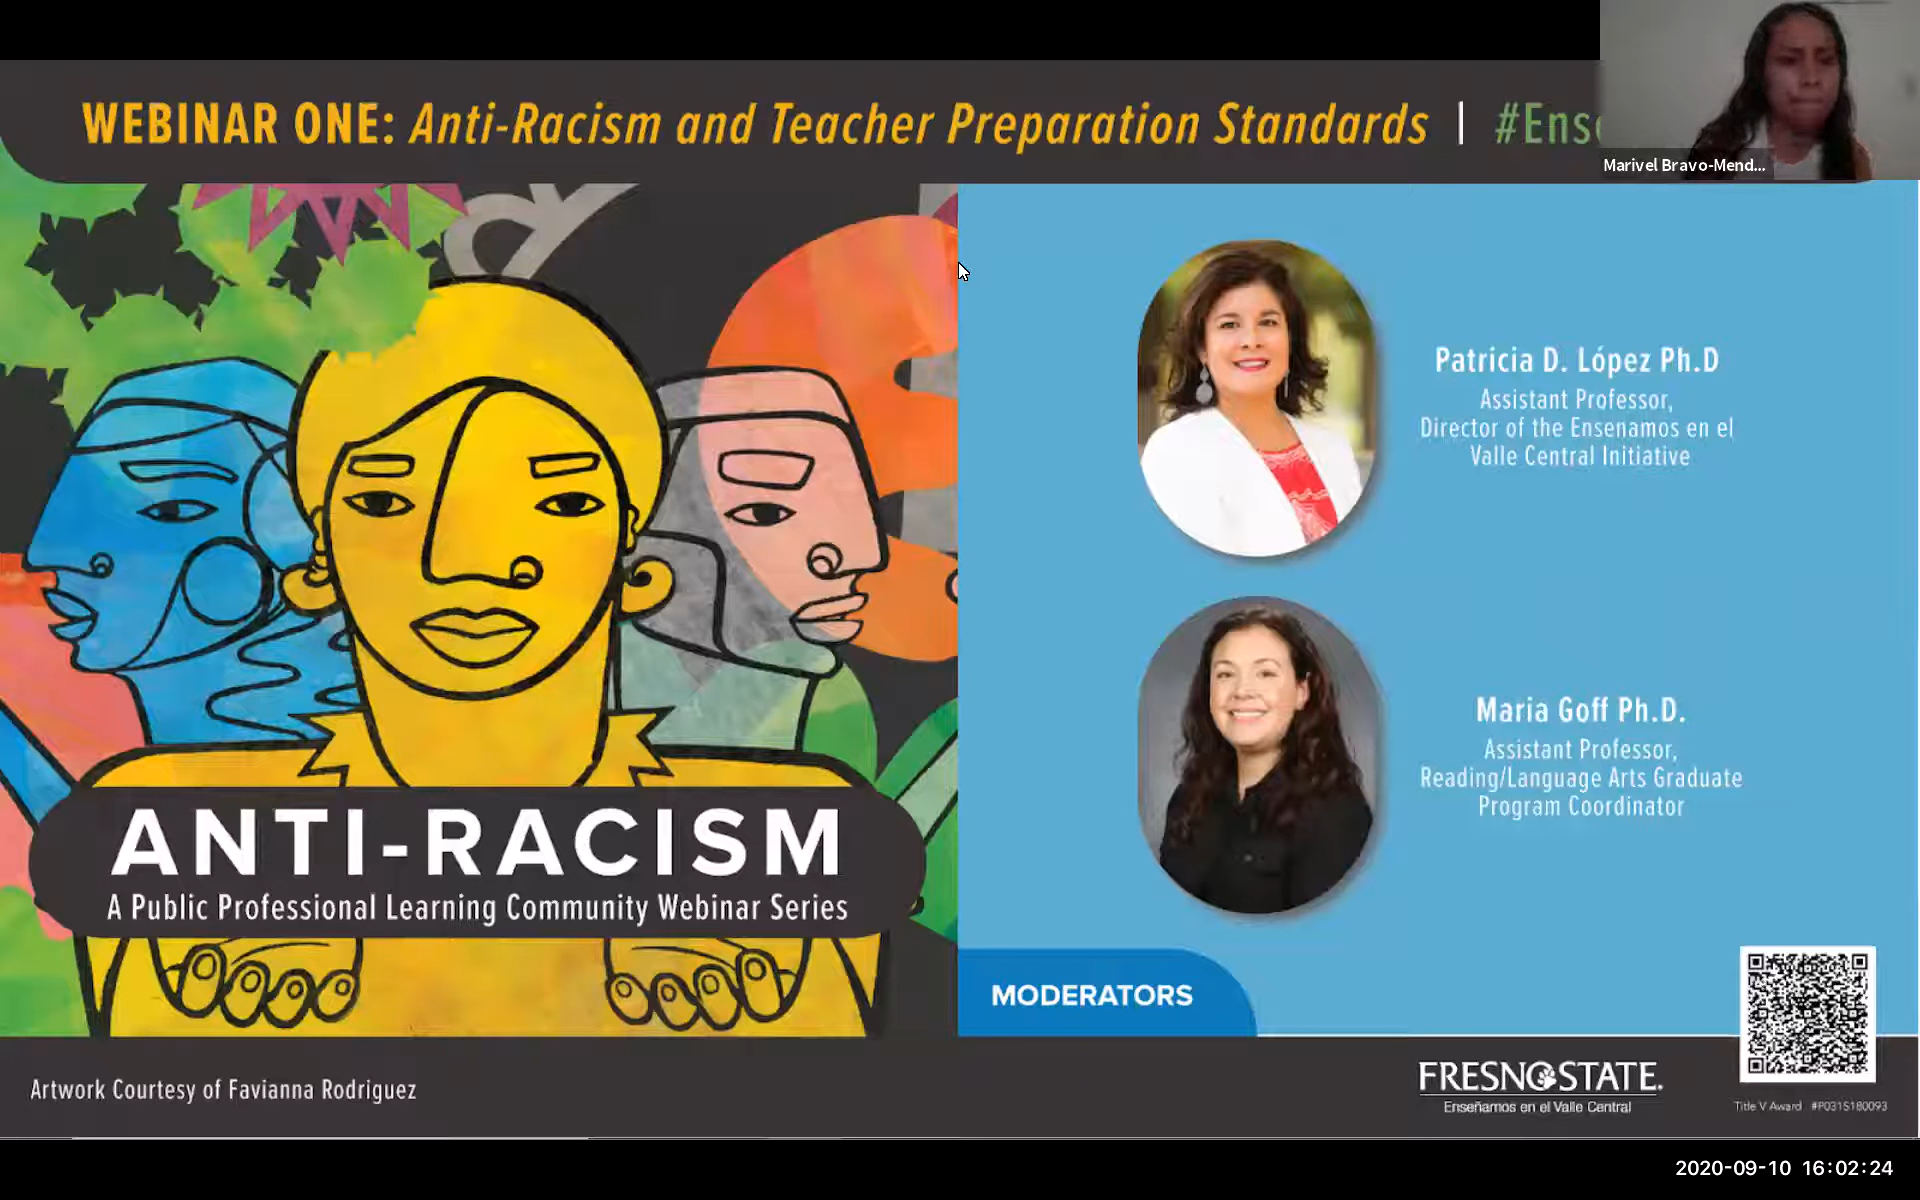 WEBINAR ONE: Anti-Racism and Teacher Preparation Standards | #Ense
Marivel Bravo-Mend...
Patricia D. López Ph.D
Assistant Professor,
Director of the Ensenamos en el
Valle Central Initiative
Maria Goff Ph.D.
Assistant Professor,
Reading/Language Arts Graduate
Program Coordinator
ANTI-RACISM
A Public Professional Learning Community Webinar Series
MODERATORS
Artwork Courtesy of Favianna Rodriguez
FRESNO STATE.
Enseñamos en el Valle Central
Title V Award #P031S180093
2020-09-10 16:02:24